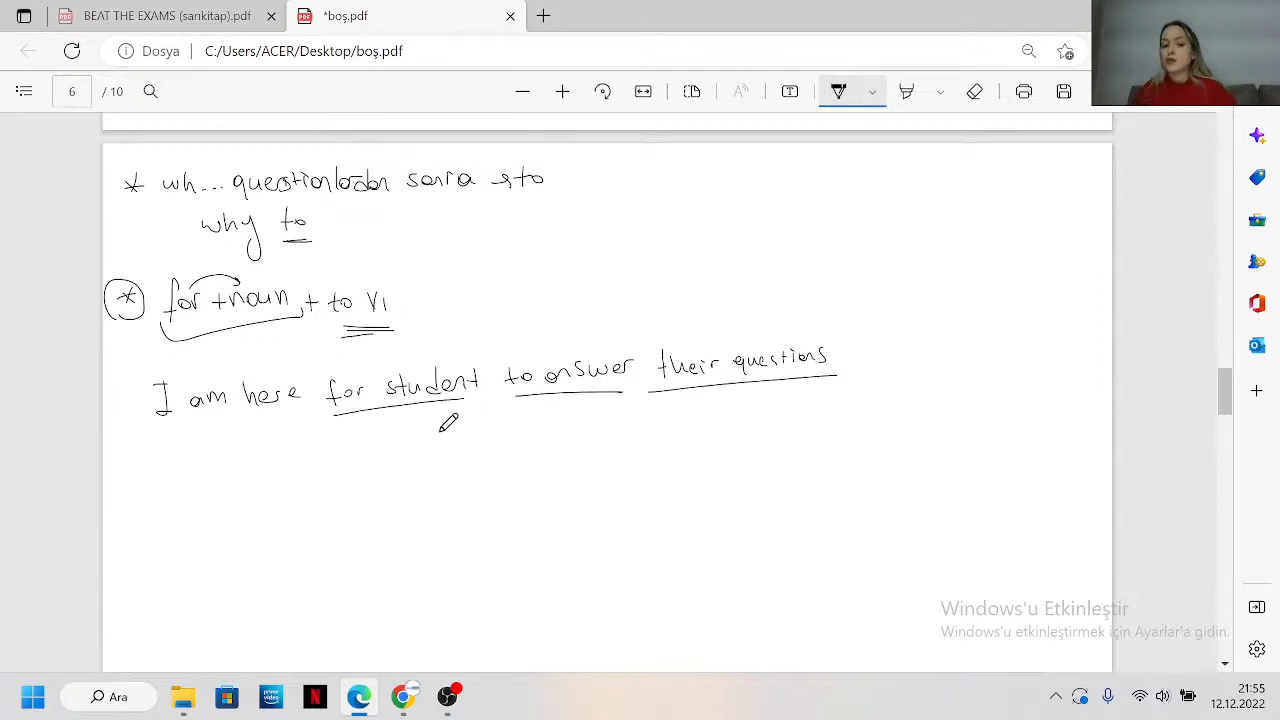 BEAT THE EXAMS (sarıkitap).pdf
*boş.pdf
Dosya
C:/Users/ACER/Desktop/boş.pdf
6 / 10
* wh... questionlardan sonra → to
why to
* for + noun + to V1
I am here for student to answer their questions
Windows'u Etkinleştir
Windows'u etkinleştirmek için Ayarlar'a gidin.
Ara
prime video
N
21:55
12.12.2022